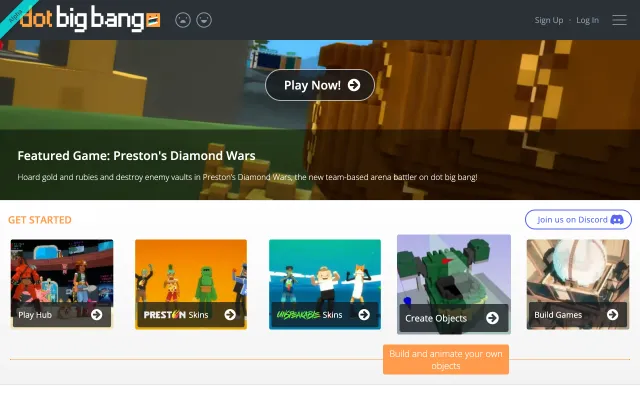 Alpha
dot big bang
Sign Up · Log In
Play Now!
Featured Game: Preston's Diamond Wars
Hoard gold and rubies and destroy enemy vaults in Preston's Diamond Wars, the new team-based arena battler on dot big bang!
GET STARTED
Join us on Discord
Play Hub
PRESTON Skins
UNSPEAKABLE Skins
Create Objects
Build Games
Build and animate your own
objects